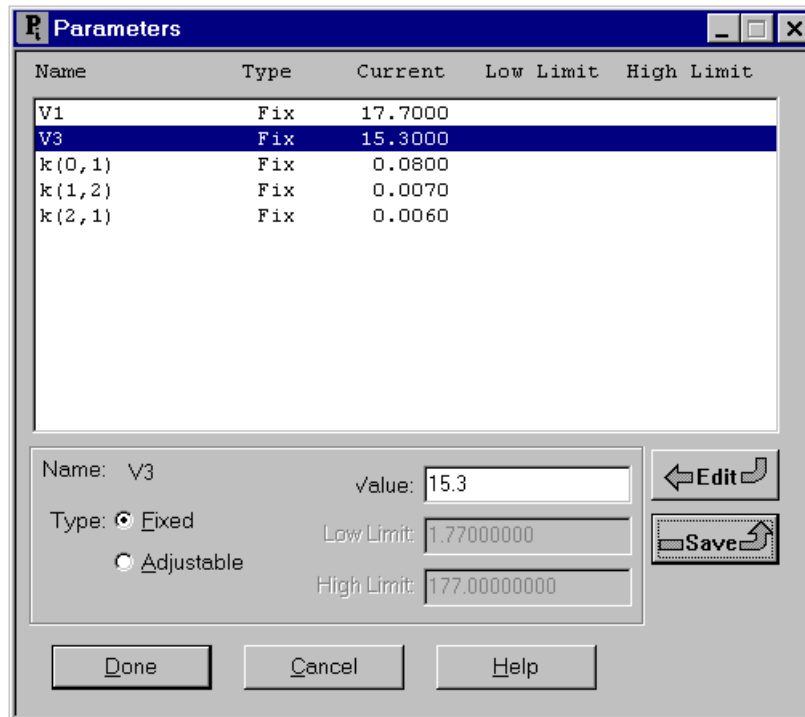 Pi Parameters
Name Type Current Low Limit High Limit
V1 Fix 17.7000
V3 Fix 15.3000
k(0,1) Fix 0.0800
k(1,2) Fix 0.0070
k(2,1) Fix 0.0060
Name: V3
Value: 15.3
Edit
Type: Fixed
Low Limit: 1.77000000
Save
Adjustable
High Limit: 177.00000000
Done Cancel Help